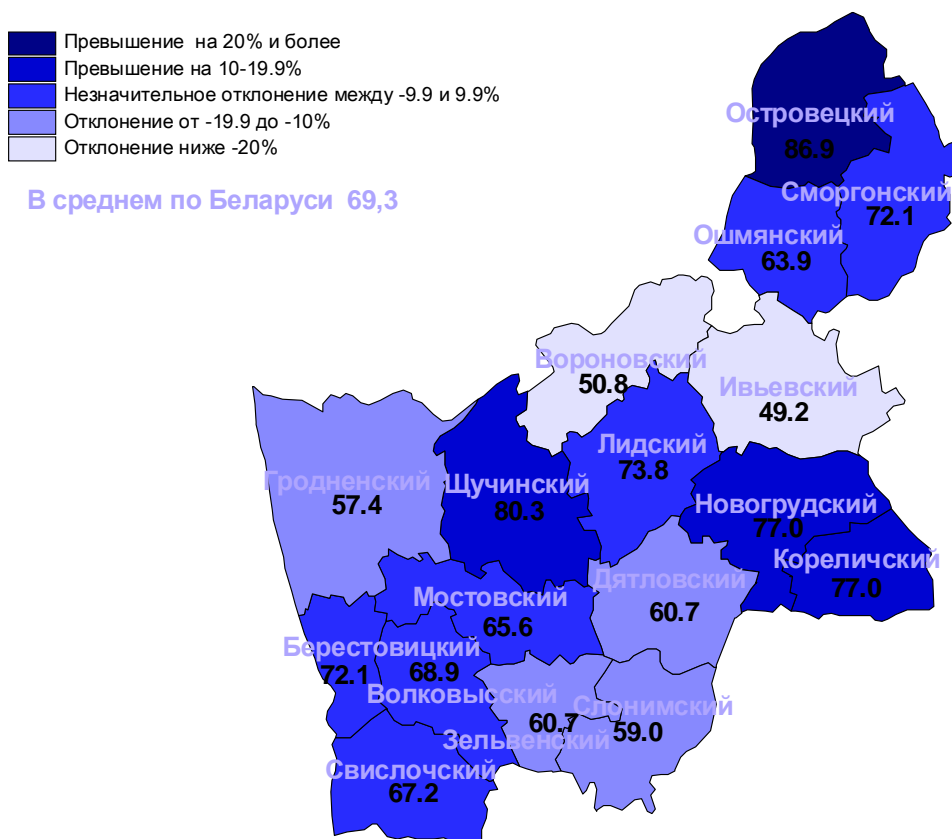 Превышение на 20% и более
Превышение на 10-19.9%
Незначительное отклонение между -9.9 и 9.9%
Отклонение от -19.9 до -10%
Отклонение ниже -20%
В среднем по Беларуси 69,3
Островецкий
86.9
Сморгонский
72.1
Ошмянский
63.9
Вороновский
50.8
Ивьевский
49.2
Лидский
73.8
Гродненский
57.4
Щучинский
80.3
Новогрудский
77.0
Кореличский
77.0
Дятловский
60.7
Мостовский
65.6
Берестовицкий
72.1
68.9
Волковысский
60.7
Зельвенский
Слонимский
59.0
Свислочский
67.2